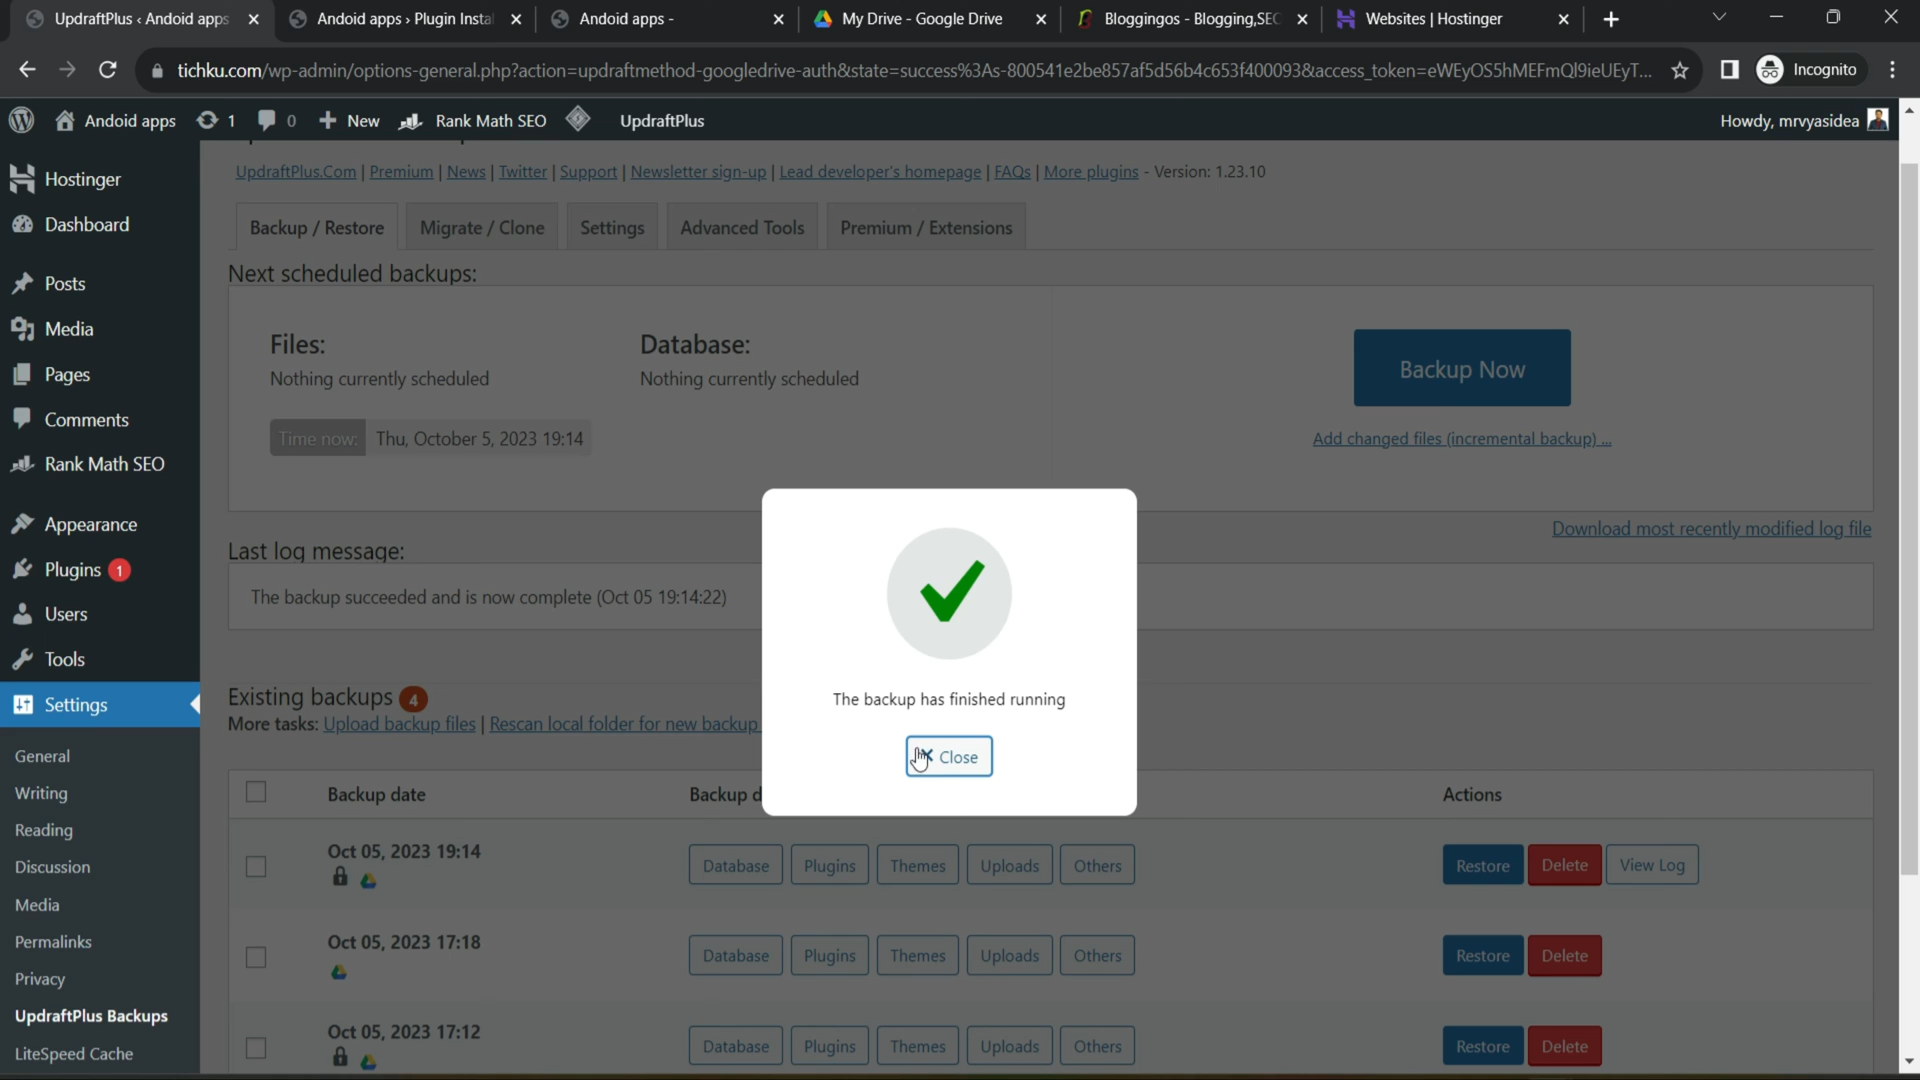 UpdraftPlus ‹ Andoid apps
Andoid apps › Plugin Insta
Andoid apps -
My Drive - Google Drive
Bloggingos - Blogging,SEO
Websites | Hostinger
tichku.com/wp-admin/options-general.php?action=updraftmethod-googledrive-auth&state=success%3As-800541e2be857af5d56b4c653f400093&access_token=eWEyOS5hMEFmQl9ieUEyT...
Incognito
Andoid apps
1
0
New
Rank Math SEO
UpdraftPlus
Howdy, mrvyasidea
Hostinger
Dashboard
Posts
Media
Pages
Comments
Rank Math SEO
Appearance
Plugins 1
Users
Tools
Settings
General
Writing
Reading
Discussion
Media
Permalinks
Privacy
UpdraftPlus Backups
LiteSpeed Cache
UpdraftPlus.Com | Premium | News | Twitter | Support | Newsletter sign-up | Lead developer's homepage | FAQs | More plugins - Version: 1.23.10
Backup / Restore
Migrate / Clone
Settings
Advanced Tools
Premium / Extensions
Next scheduled backups:
Files:
Nothing currently scheduled
Database:
Nothing currently scheduled
Time now: Thu, October 5, 2023 19:14
Backup Now
Add changed files (incremental backup) ...
Download most recently modified log file
Last log message:
The backup succeeded and is now complete (Oct 05 19:14:22)
The backup has finished running
Close
Existing backups 4
More tasks: Upload backup files | Rescan local folder for new backup
Backup date
Backup d
Actions
Oct 05, 2023 19:14
Database
Plugins
Themes
Uploads
Others
Restore
Delete
View Log
Oct 05, 2023 17:18
Database
Plugins
Themes
Uploads
Others
Restore
Delete
Oct 05, 2023 17:12
Database
Plugins
Themes
Uploads
Others
Restore
Delete